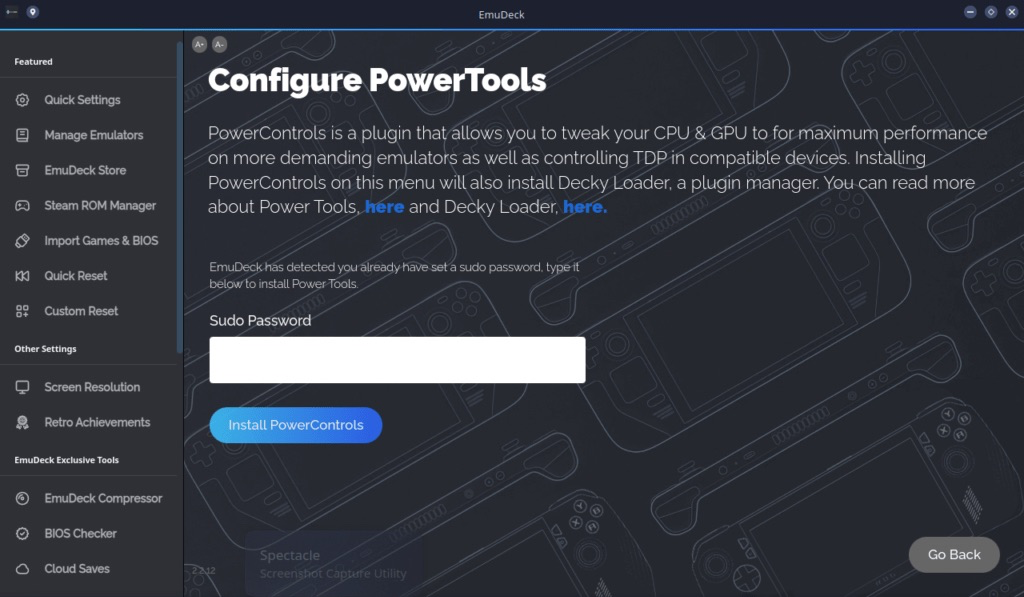 EmuDeck
A+ A-
Featured
Quick Settings
Manage Emulators
EmuDeck Store
Steam ROM Manager
Import Games & BIOS
Quick Reset
Custom Reset
Other Settings
Screen Resolution
Retro Achievements
EmuDeck Exclusive Tools
EmuDeck Compressor
BIOS Checker
Cloud Saves
Configure PowerTools
PowerControls is a plugin that allows you to tweak your CPU & GPU to for maximum performance
on more demanding emulators as well as controlling TDP in compatible devices. Installing
PowerControls on this menu will also install Decky Loader, a plugin manager. You can read more
about Power Tools, here and Decky Loader, here.
EmuDeck has detected you already have set a sudo password, type it
below to install Power Tools.
Sudo Password
Install PowerControls
2.2.12
Spectacle
Screenshot Capture Utility
Go Back